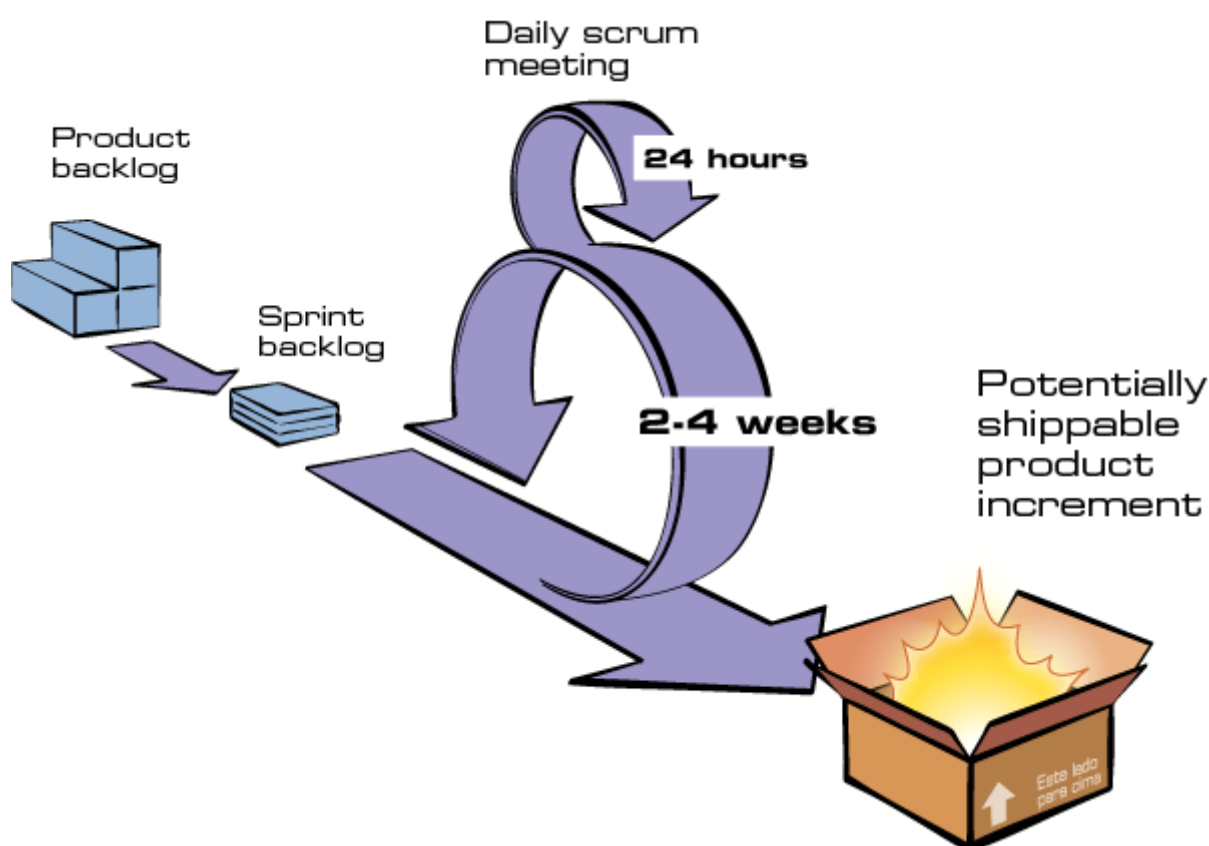 Daily scrum
meeting
24 hours
Product
backlog
Sprint
backlog
2-4 weeks
Potentially
shippable
product
increment
Este lado
para cima